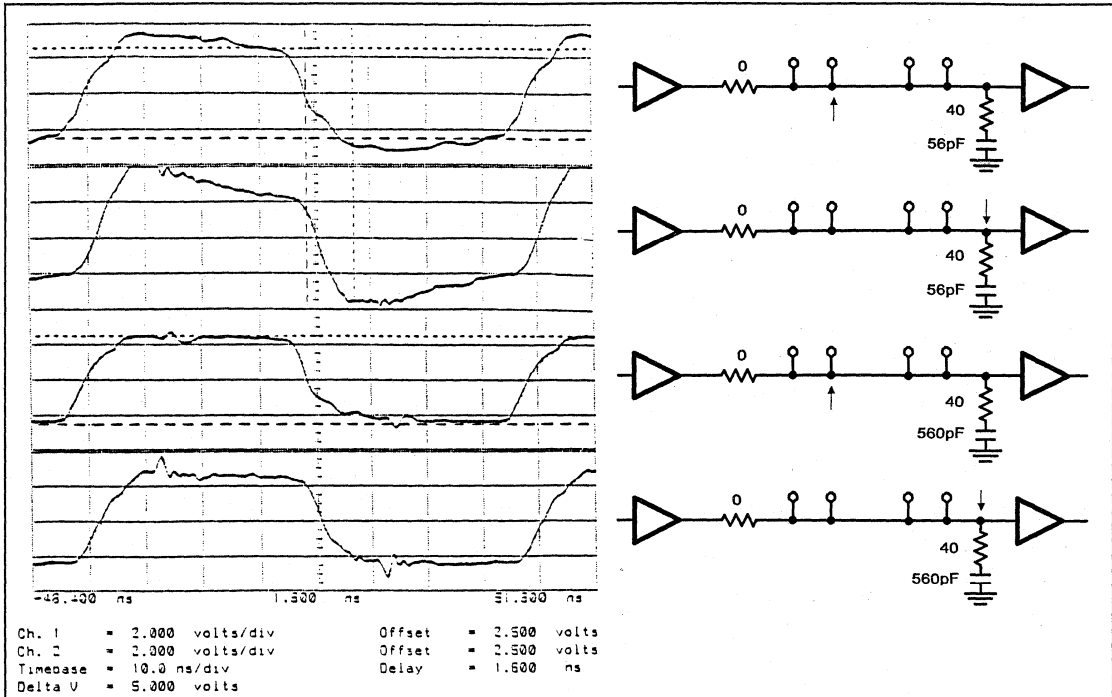 0
40
56pF
0
40
56pF
0
40
560pF
0
40
560pF
-48.400 ns 1.600 ns 51.500 ns
Ch. 1 = 2.000 volts/div Offset = 2.500 volts
Ch. 2 = 2.000 volts/div Offset = 2.500 volts
Timebase = 10.0 ns/div Delay = 1.600 ns
Delta V = 5.000 volts